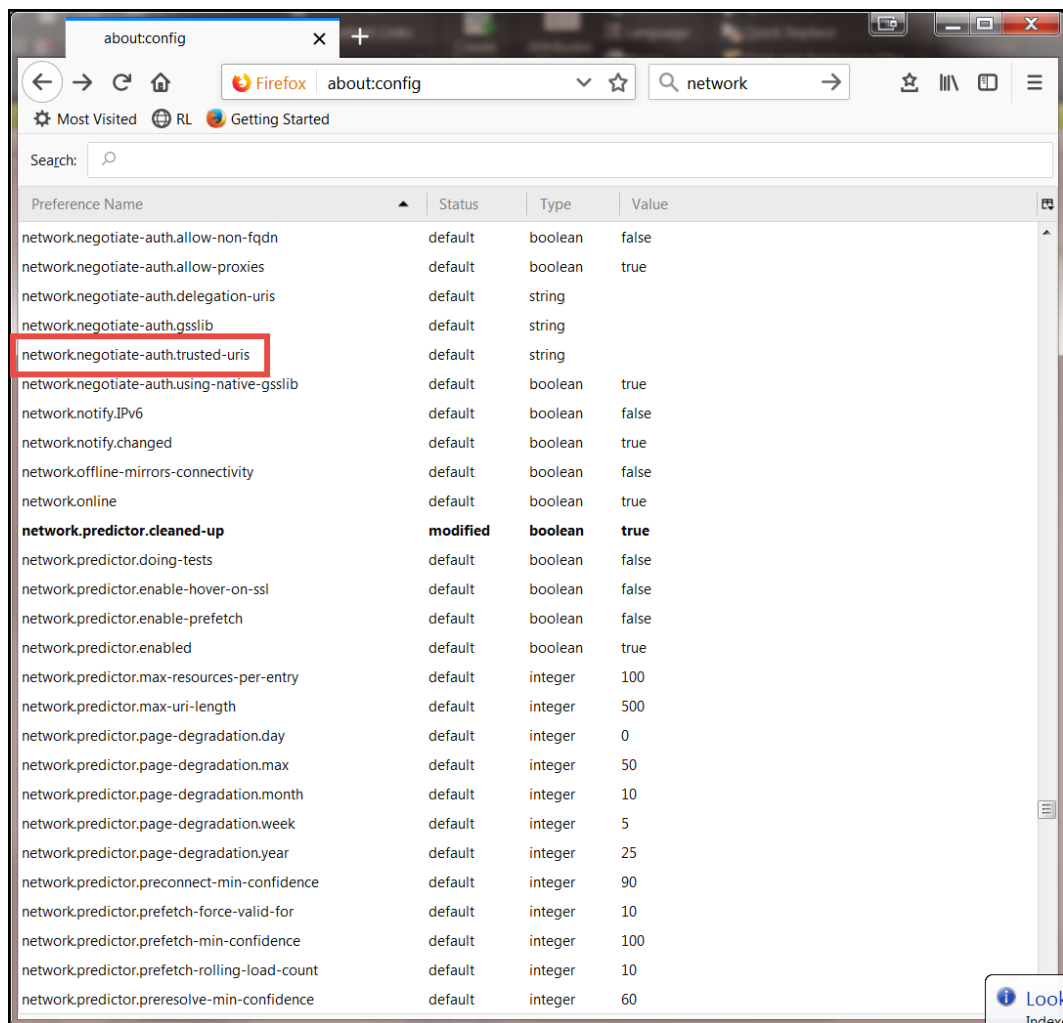 about:config
Firefox about:config network
Most Visited RL Getting Started
Search:
Preference Name Status Type Value
network.negotiate-auth.allow-non-fqdn default boolean false
network.negotiate-auth.allow-proxies default boolean true
network.negotiate-auth.delegation-uris default string
network.negotiate-auth.gsslib default string
network.negotiate-auth.trusted-uris default string
network.negotiate-auth.using-native-gsslib default boolean true
network.notify.IPv6 default boolean false
network.notify.changed default boolean true
network.offline-mirrors-connectivity default boolean false
network.online default boolean true
network.predictor.cleaned-up modified boolean true
network.predictor.doing-tests default boolean false
network.predictor.enable-hover-on-ssl default boolean false
network.predictor.enable-prefetch default boolean false
network.predictor.enabled default boolean true
network.predictor.max-resources-per-entry default integer 100
network.predictor.max-uri-length default integer 500
network.predictor.page-degradation.day default integer 0
network.predictor.page-degradation.max default integer 50
network.predictor.page-degradation.month default integer 10
network.predictor.page-degradation.week default integer 5
network.predictor.page-degradation.year default integer 25
network.predictor.preconnect-min-confidence default integer 90
network.predictor.prefetch-force-valid-for default integer 10
network.predictor.prefetch-min-confidence default integer 100
network.predictor.prefetch-rolling-load-count default integer 10
network.predictor.preresolve-min-confidence default integer 60
Look